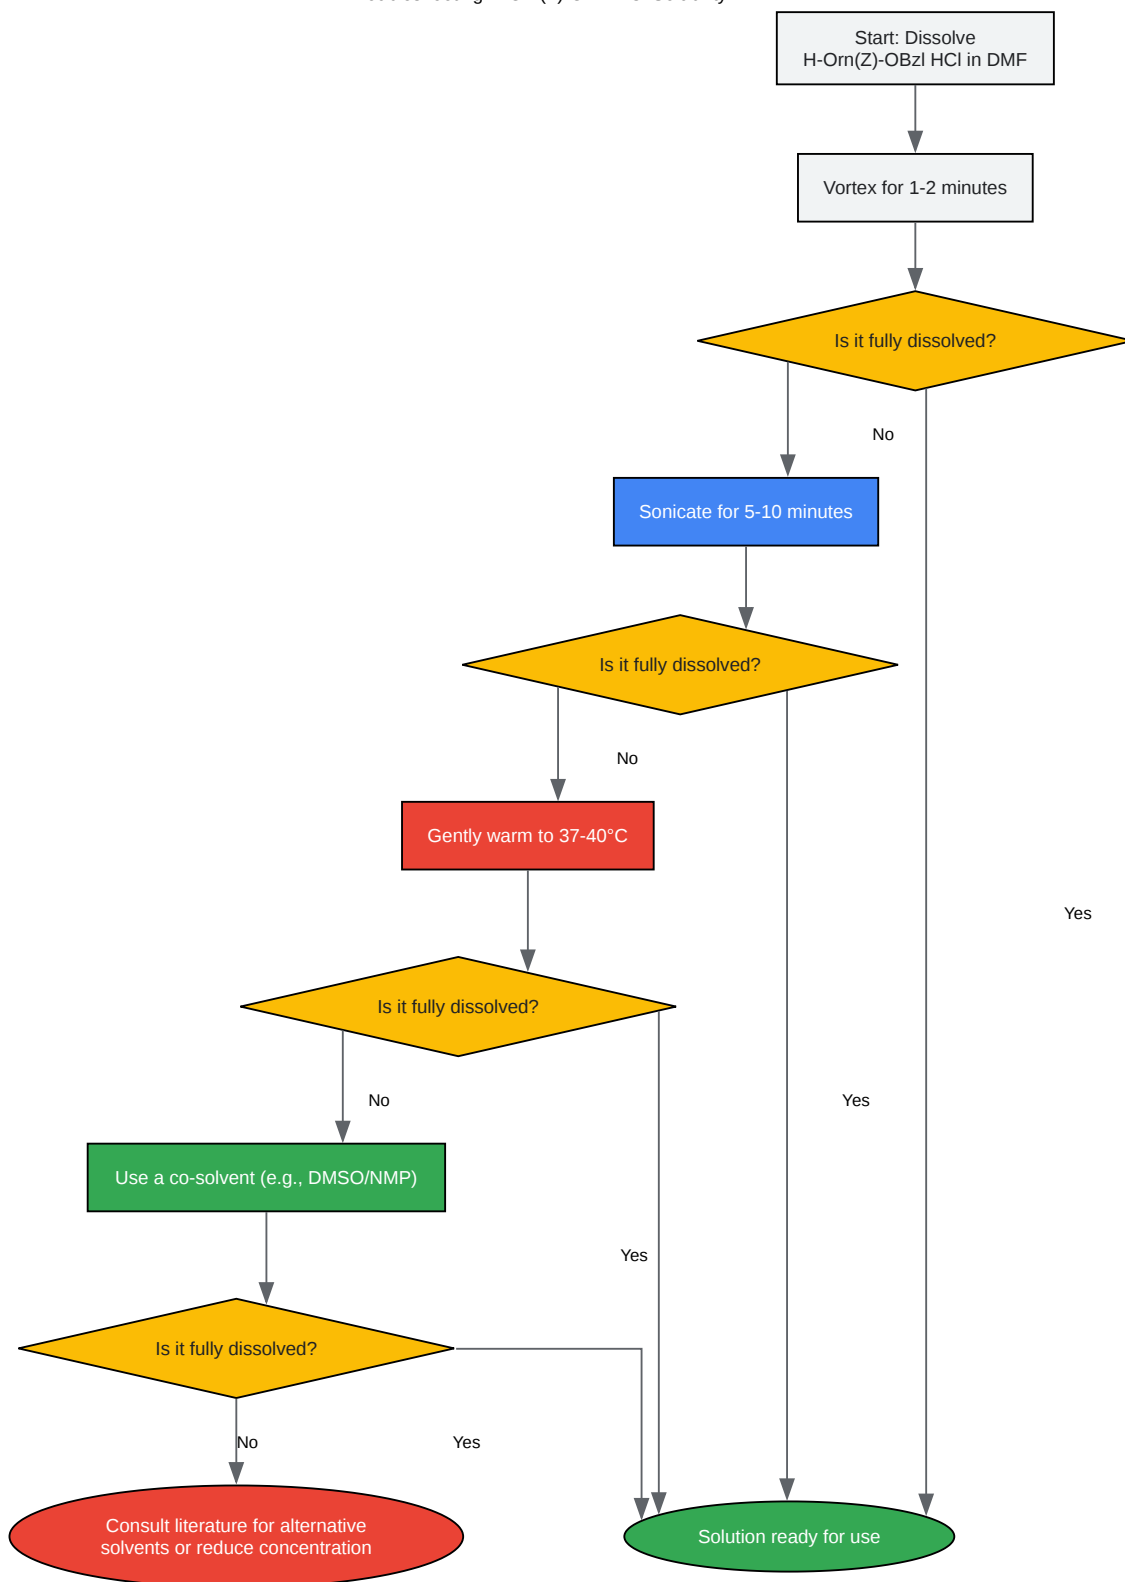 Start: Dissolve
H-Orn(Z)-OBzl HCl in DMF
Vortex for 1-2 minutes
Is it fully dissolved?
No
Sonicate for 5-10 minutes
Is it fully dissolved?
No
Gently warm to 37-40°C
Yes
Is it fully dissolved?
No
Yes
Use a co-solvent (e.g., DMSO/NMP)
Yes
Is it fully dissolved?
No
Yes
Consult literature for alternative
solvents or reduce concentration
Solution ready for use